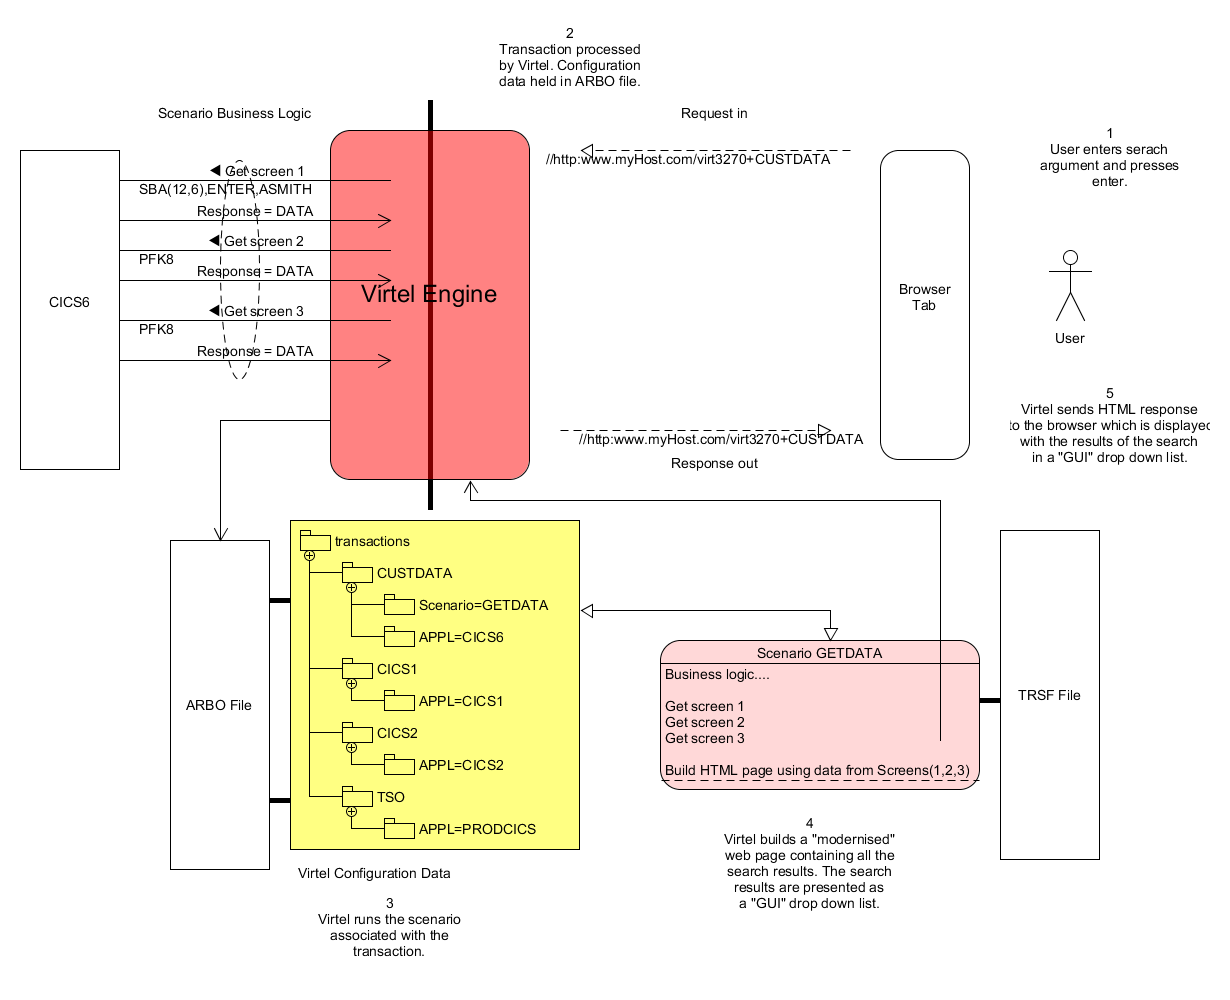 2
Transaction processed
by Virtel. Configuration
data held in ARBO file.
Scenario Business Logic
Request in
1
User enters serach
argument and presses
enter.
//http:www.myHost.com/virt3270+CUSTDATA
Get screen 1
SBA(12,6),ENTER,ASMITH
Response = DATA
Get screen 2
PFK8
Response = DATA
Get screen 3
PFK8
Response = DATA
CICS6
Virtel Engine
Browser
Tab
User
5
Virtel sends HTML response
to the browser which is displayed
with the results of the search
in a "GUI" drop down list.
//http:www.myHost.com/virt3270+CUSTDATA
Response out
transactions
CUSTDATA
Scenario=GETDATA
APPL=CICS6
CICS1
APPL=CICS1
CICS2
APPL=CICS2
TSO
APPL=PRODCICS
ARBO File
Virtel Configuration Data
3
Virtel runs the scenario
associated with the
transaction.
Scenario GETDATA
Business logic....
Get screen 1
Get screen 2
Get screen 3
Build HTML page using data from Screens(1,2,3)
TRSF File
4
Virtel builds a "modernised"
web page containing all the
search results. The search
results are presented as
a "GUI" drop down list.